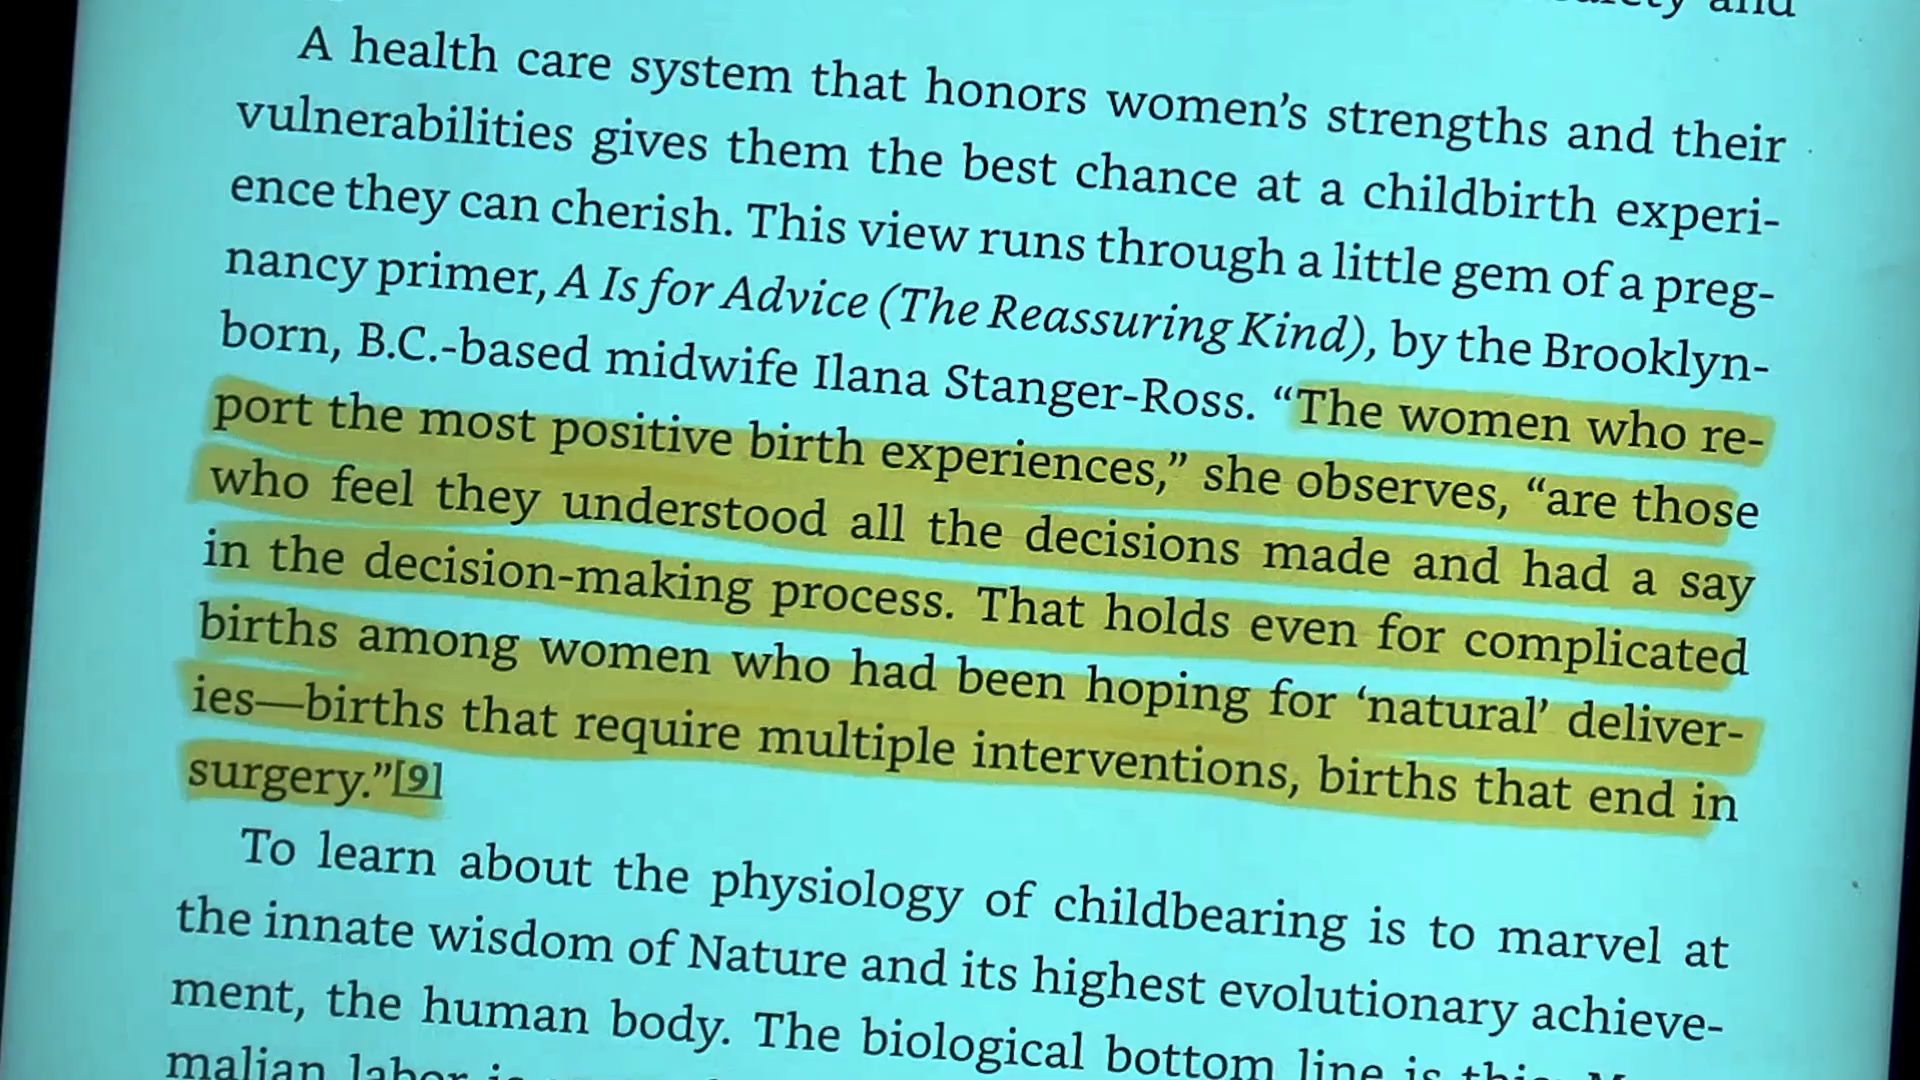 and
A health care system that honors women's strengths and their
vulnerabilities gives them the best chance at a childbirth experi-
ence they can cherish. This view runs through a little gem of a preg-
nancy primer, A Is for Advice (The Reassuring Kind), by the Brooklyn-
born, B.C.-based midwife Ilana Stanger-Ross. “The women who re-
port the most positive birth experiences,” she observes, “are those
who feel they understood all the decisions made and had a say
in the decision-making process. That holds even for complicated
births among women who had been hoping for ‘natural’ deliver-
ies—births that require multiple interventions, births that end in
surgery.”[9]
To learn about the physiology of childbearing is to marvel at
the innate wisdom of Nature and its highest evolutionary achieve-
ment, the human body. The biological bottom line is this:
malian labor